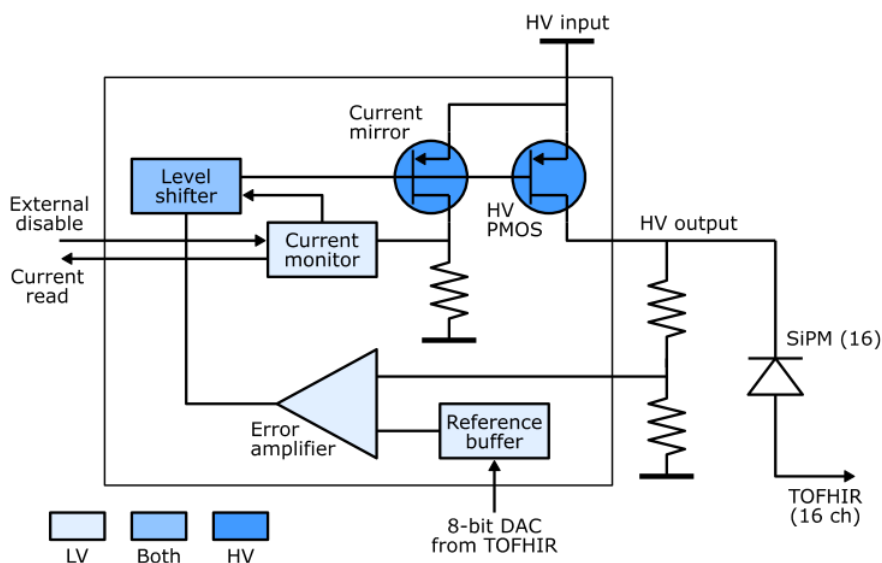 HV input
Current
mirror
Level
shifter
External
disable
HV
PMOS
HV output
Current
monitor
Current
read
SiPM (16)
Error
amplifier
Reference
buffer
TOFHIR
(16 ch)
8-bit DAC
from TOFHIR
LV
Both
HV